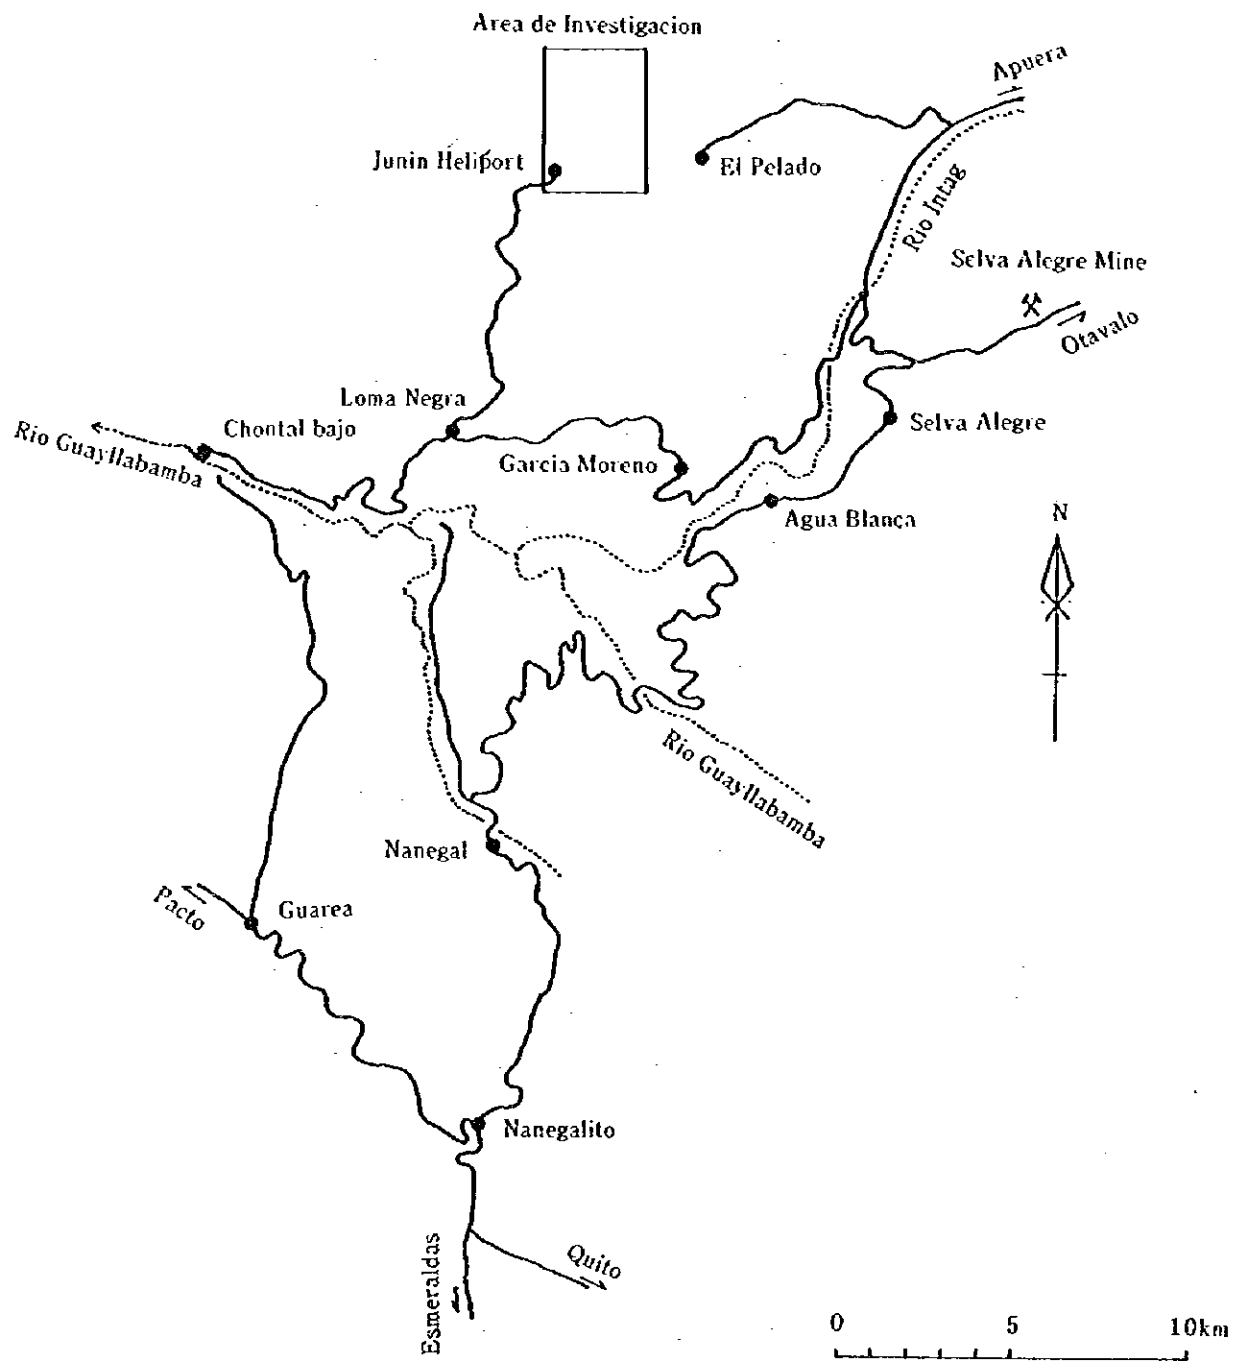 Area de Investigacion
Apuera
Junin Heliport
El Pelado
Rio Intag
Selva Alegre Mine
Otavalo
Loma Negra
Chontal bajo
Rio Guayllabamba
Selva Alegre
Garcia Moreno
Agua Blança
N
Rio Guayllabamba
Nanegal
Pacto
Guarea
Nanegalito
Quito
Esmeraldas
0 5 10km